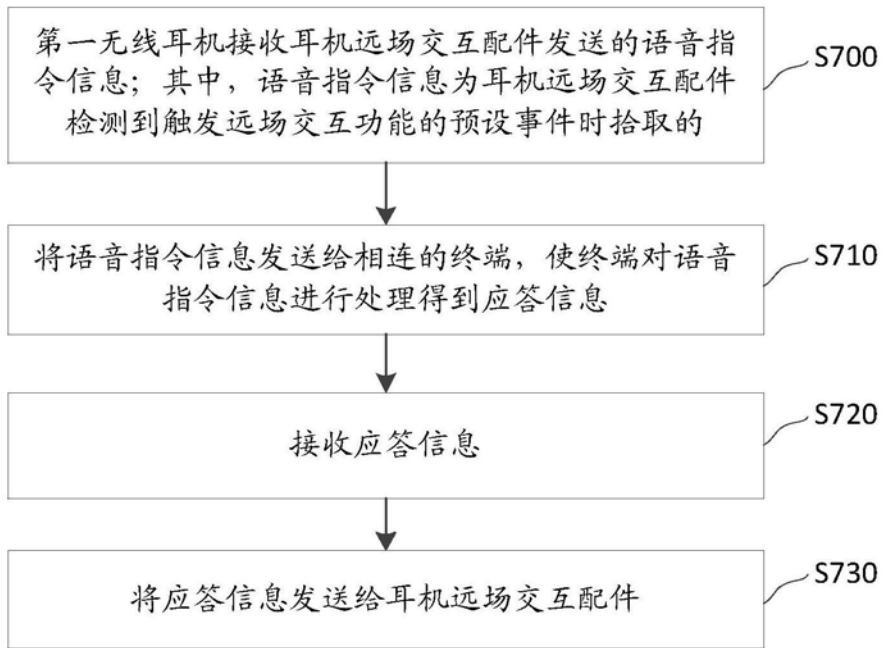 第一无线耳机接收耳机远场交互配件发送的语音指
令信息；其中，语音指令信息为耳机远场交互配件
检测到触发远场交互功能的预设事件时拾取的
S700
将语音指令信息发送给相连的终端，使终端对语音
指令信息进行处理得到应答信息
S710
接收应答信息
S720
将应答信息发送给耳机远场交互配件
S730